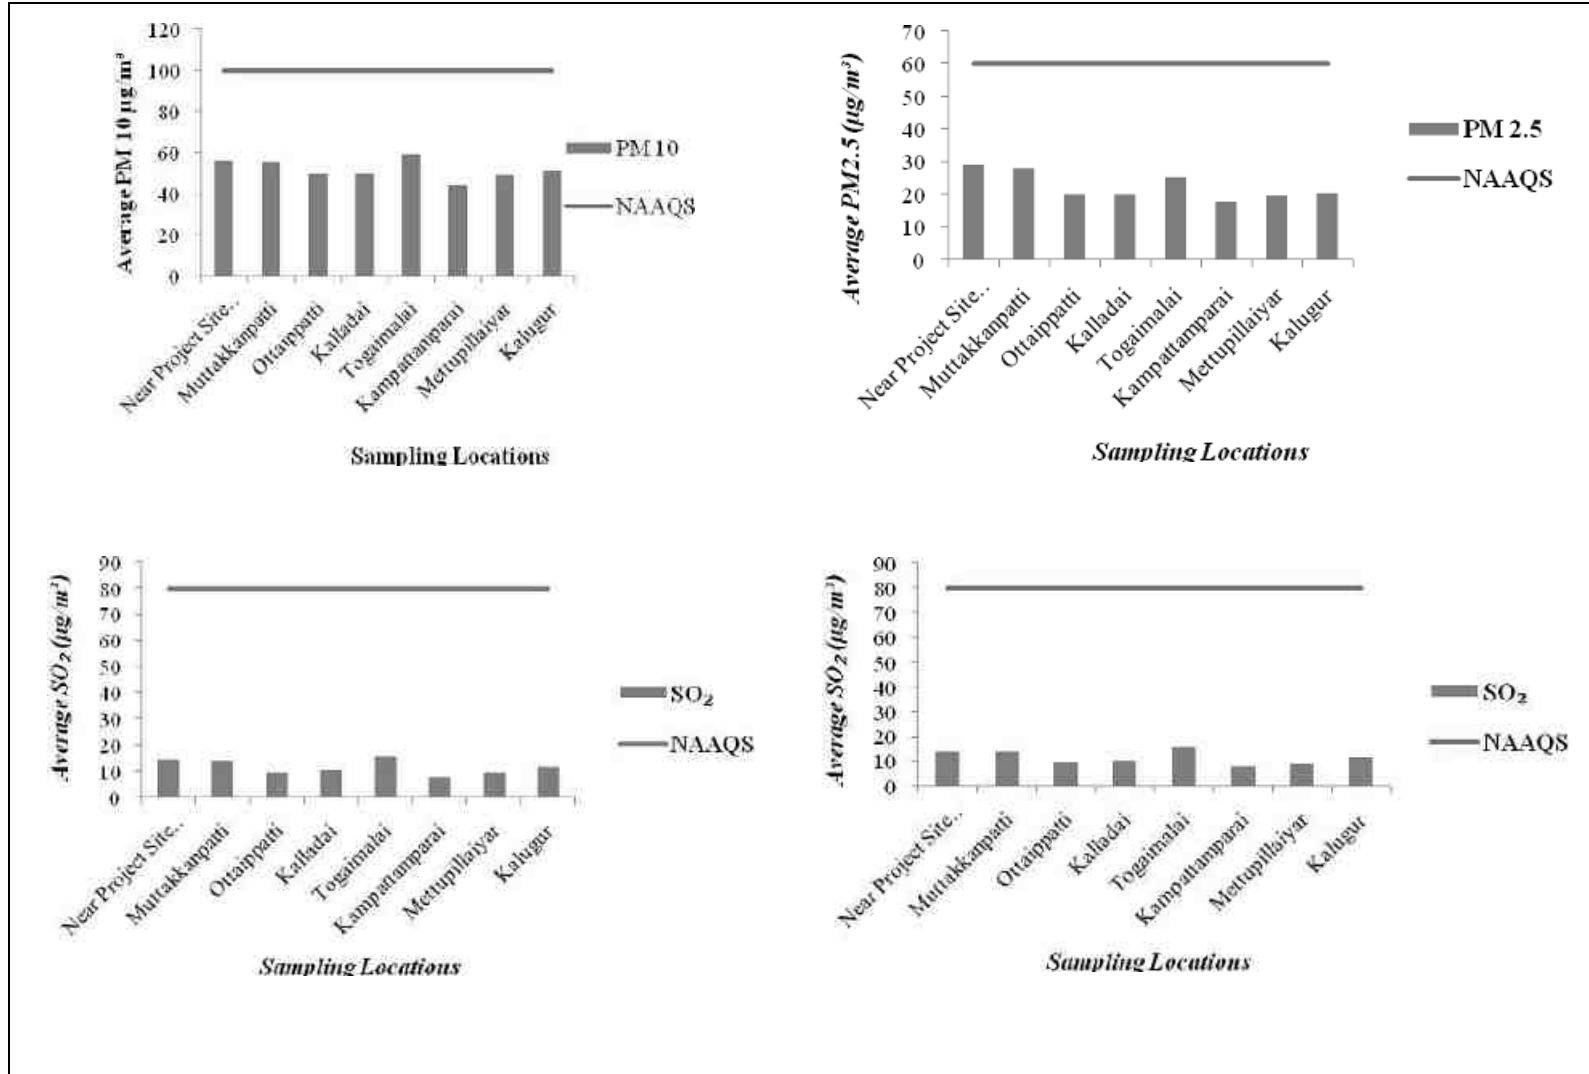 120
100
80
60
40
20
0
Average PM 10 µg/m³
PM 10
NAAQS
Near Project Site..
Muttakkanpatti
Ottaippatti
Kalladai
Togaimalai
Kampattamparai
Mettupillaiyar
Kalugur
Sampling Locations
70
60
50
40
30
20
10
0
Average PM2.5 (µg/m³)
PM 2.5
NAAQS
Near Project Site..
Muttakkanpatti
Ottaippatti
Kalladai
Togaimalai
Kampattamparai
Mettupillaiyar
Kalugur
Sampling Locations
90
80
70
60
50
40
30
20
10
0
Average SO₂ (µg/m³)
SO₂
NAAQS
Near Project Site..
Muttakkanpatti
Ottaippatti
Kalladai
Togaimalai
Kampattamparai
Mettupillaiyar
Kalugur
Sampling Locations
90
80
70
60
50
40
30
20
10
0
Average SO₂ (µg/m³)
SO₂
NAAQS
Near Project Site..
Muttakkanpatti
Ottaippatti
Kalladai
Togaimalai
Kampattamparai
Mettupillaiyar
Kalugur
Sampling Locations